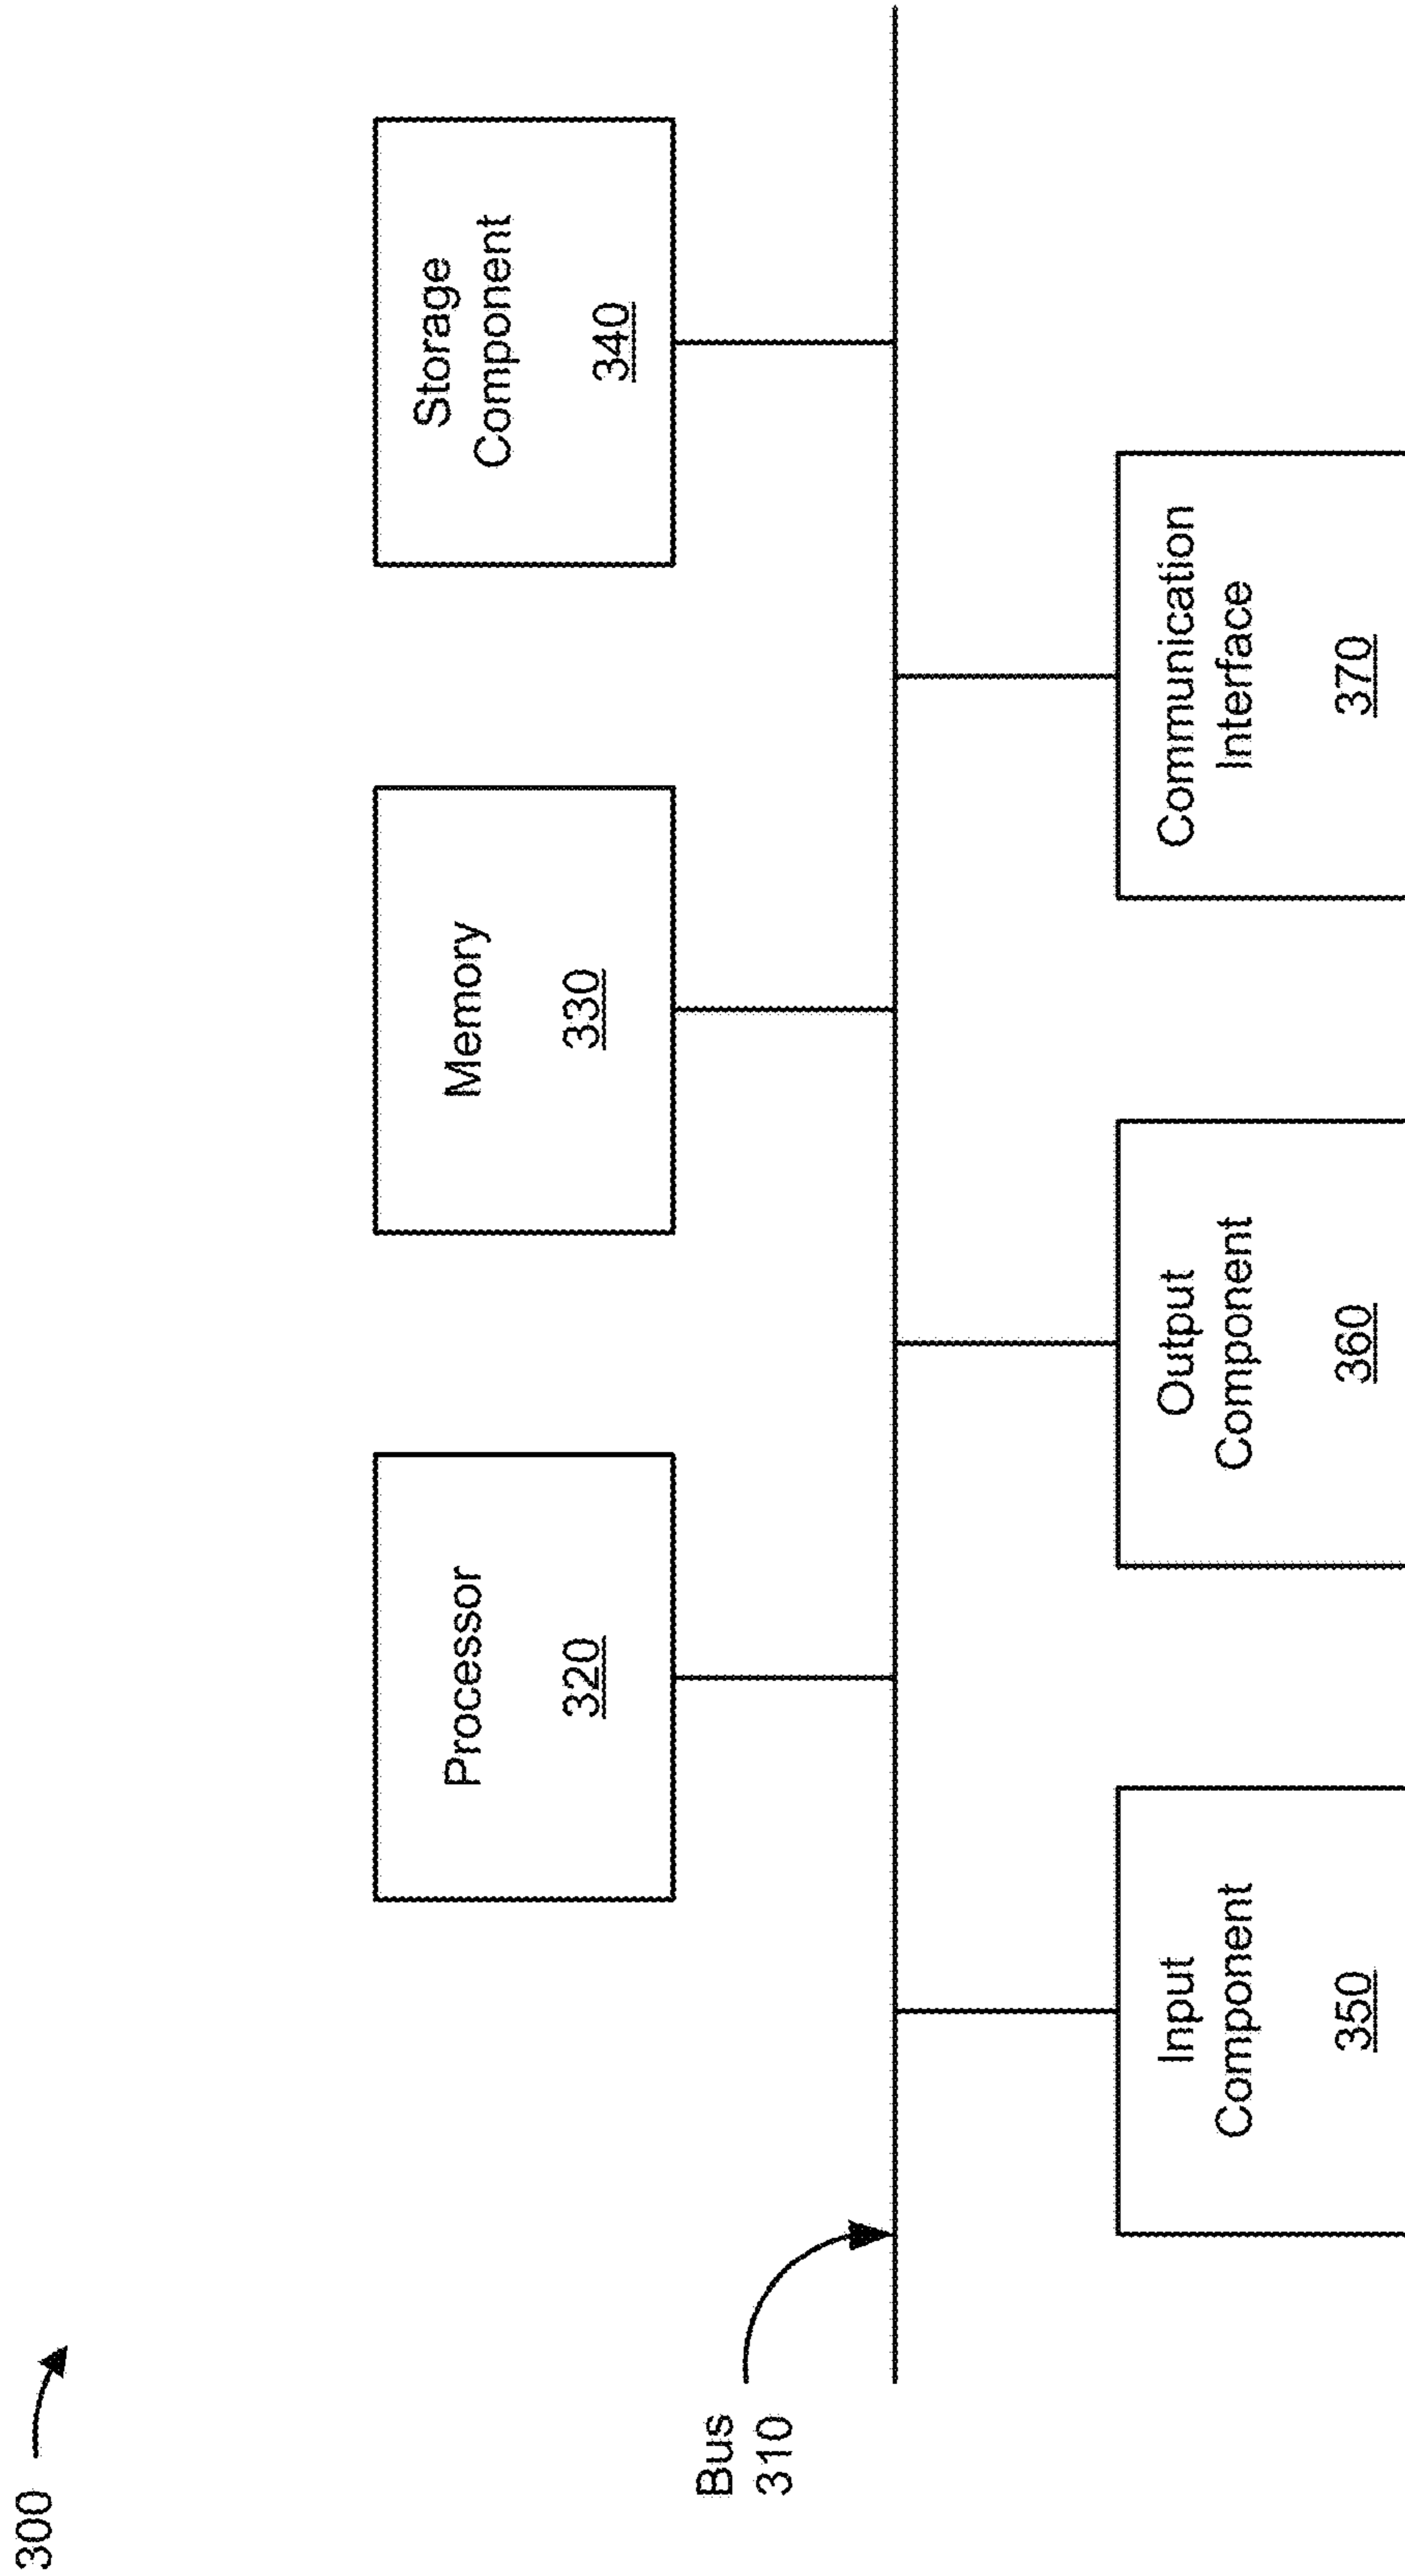 300
Processor
320
Memory
330
Storage
Component
340
Bus
310
Input
Component
350
Output
Component
360
Communication
Interface
370